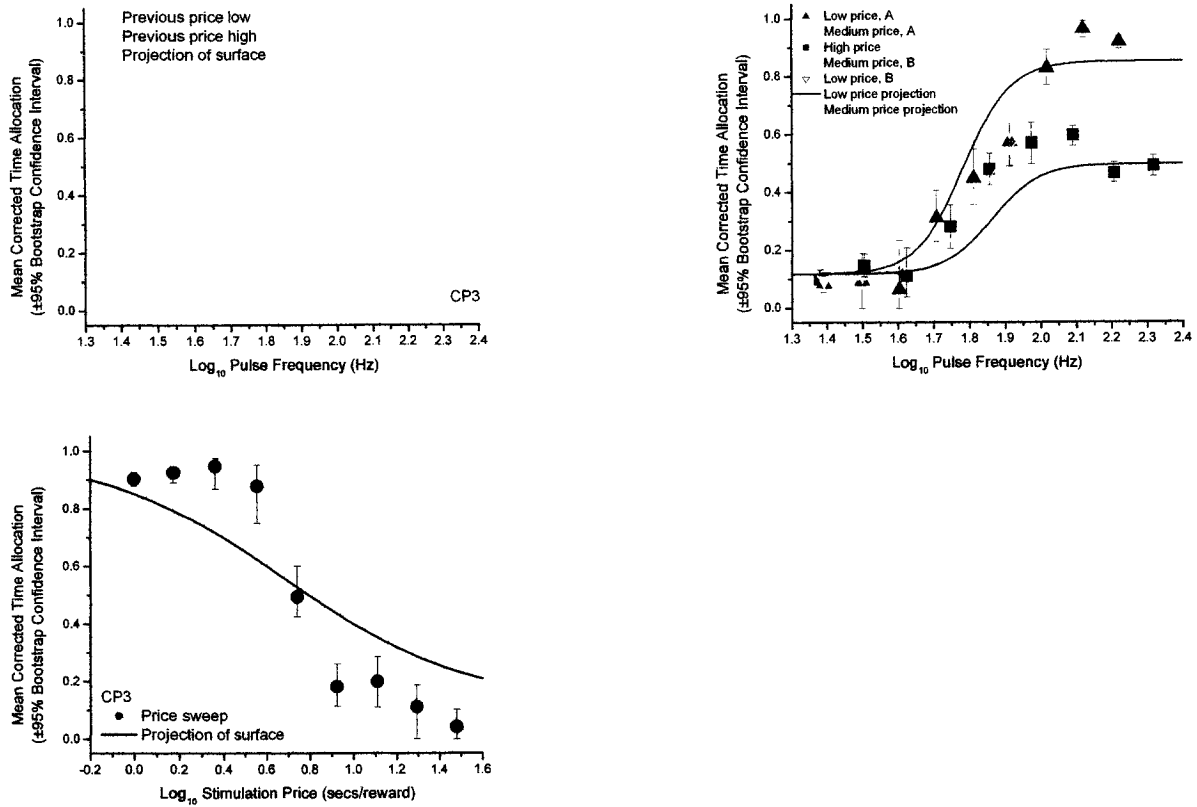 Mean Corrected Time Allocation
(±95% Bootstrap Confidence Interval)
1.0
0.8
0.6
0.4
0.2
0.0
Previous price low
Previous price high
Projection of surface
CP3
1.3 1.4 1.5 1.6 1.7 1.8 1.9 2.0 2.1 2.2 2.3 2.4
Log10 Pulse Frequency (Hz)
Mean Corrected Time Allocation
(±95% Bootstrap Confidence Interval)
1.0
0.8
0.6
0.4
0.2
0.0
Low price, A
Medium price, A
High price
Medium price, B
Low price, B
Low price projection
Medium price projection
1.3 1.4 1.5 1.6 1.7 1.8 1.9 2.0 2.1 2.2 2.3 2.4
Log10 Pulse Frequency (Hz)
Mean Corrected Time Allocation
(±95% Bootstrap Confidence Interval)
1.0
0.8
0.6
0.4
0.2
0.0
CP3
Price sweep
Projection of surface
-0.2 0.0 0.2 0.4 0.6 0.8 1.0 1.2 1.4 1.6
Log10 Stimulation Price (secs/reward)